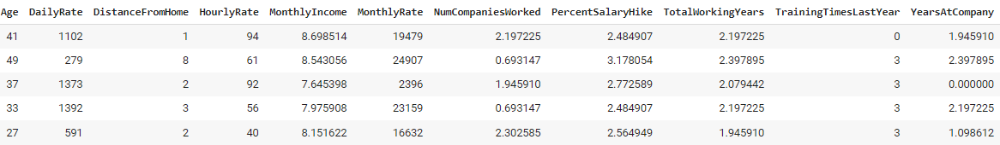 Age DailyRate DistanceFromHome HourlyRate MonthlyIncome MonthlyRate NumCompaniesWorked PercentSalaryHike TotalWorkingYears TrainingTimesLastYear YearsAtCompany
41 1102 1 94 8.698514 19479 2.197225 2.484907 2.197225 0 1.945910
49 279 8 61 8.543056 24907 0.693147 3.178054 2.397895 3 2.397895
37 1373 2 92 7.645398 2396 1.945910 2.772589 2.079442 3 0.000000
33 1392 3 56 7.975908 23159 0.693147 2.484907 2.197225 3 2.197225
27 591 2 40 8.151622 16632 2.302585 2.564949 1.945910 3 1.098612